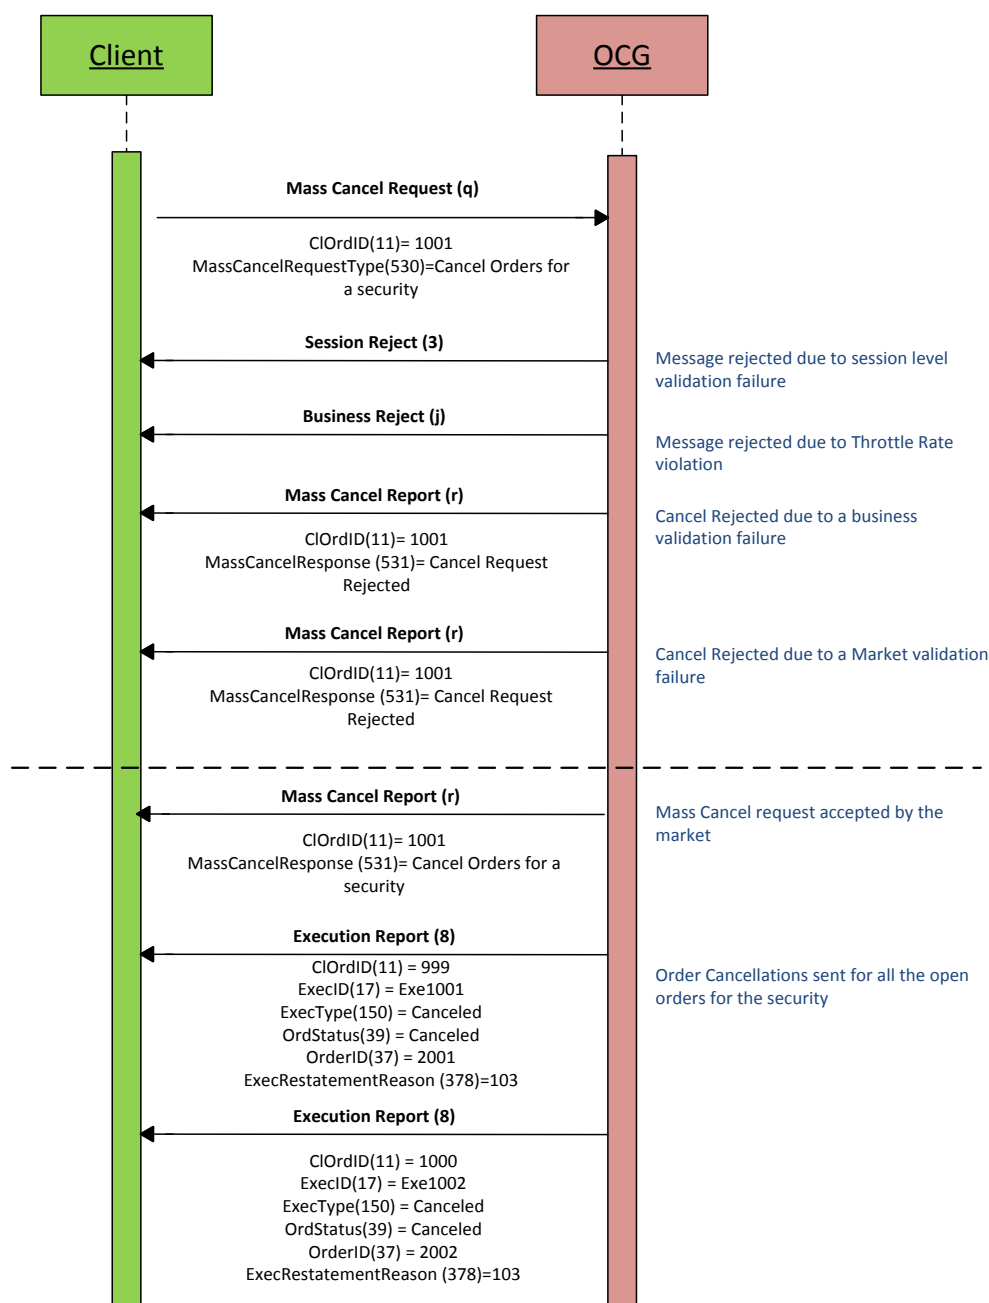 Client
OCG
Mass Cancel Request (q)
ClOrdID(11)= 1001
MassCancelRequestType(530)=Cancel Orders for
a security
Session Reject (3)
Message rejected due to session level
validation failure
Business Reject (j)
Message rejected due to Throttle Rate
violation
Mass Cancel Report (r)
Cancel Rejected due to a business
validation failure
ClOrdID(11)= 1001
MassCancelResponse (531)= Cancel Request
Rejected
Mass Cancel Report (r)
Cancel Rejected due to a Market validation
failure
ClOrdID(11)= 1001
MassCancelResponse (531)= Cancel Request
Rejected
Mass Cancel Report (r)
Mass Cancel request accepted by the
market
ClOrdID(11)= 1001
MassCancelResponse (531)= Cancel Orders for a
security
Execution Report (8)
Order Cancellations sent for all the open
orders for the security
ClOrdID(11) = 999
ExecID(17) = Exe1001
ExecType(150) = Canceled
OrdStatus(39) = Canceled
OrderID(37) = 2001
ExecRestatementReason (378)=103
Execution Report (8)
ClOrdID(11) = 1000
ExecID(17) = Exe1002
ExecType(150) = Canceled
OrdStatus(39) = Canceled
OrderID(37) = 2002
ExecRestatementReason (378)=103